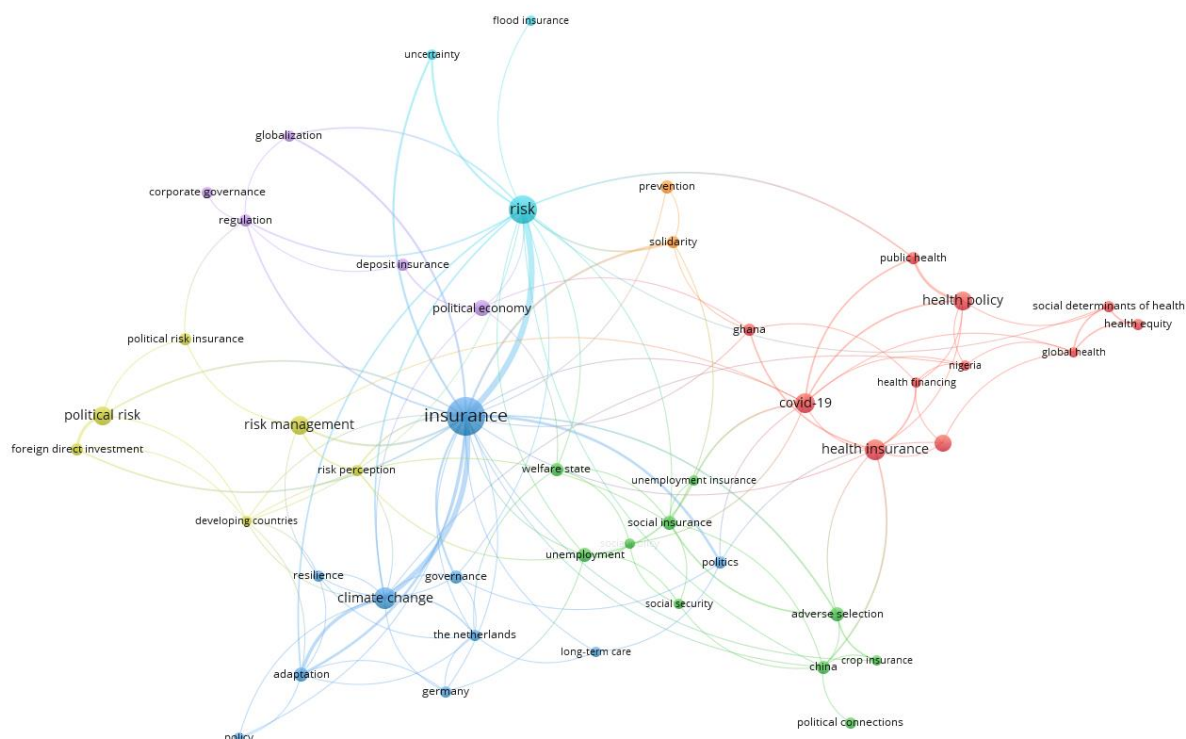 flood insurance
uncertainty
globalization
corporate governance
regulation
prevention
risk
solidarity
deposit insurance
public health
political economy
health policy
social determinants of health
health equity
ghana
political risk insurance
global health
nigeria
health financing
covid-19
political risk
insurance
risk management
foreign direct investment
health insurance
risk perception
welfare state
unemployment insurance
developing countries
social insurance
unemployment
politics
resilience
governance
climate change
social security
adverse selection
the netherlands
long-term care
crop insurance
china
adaptation
germany
political connections
policy